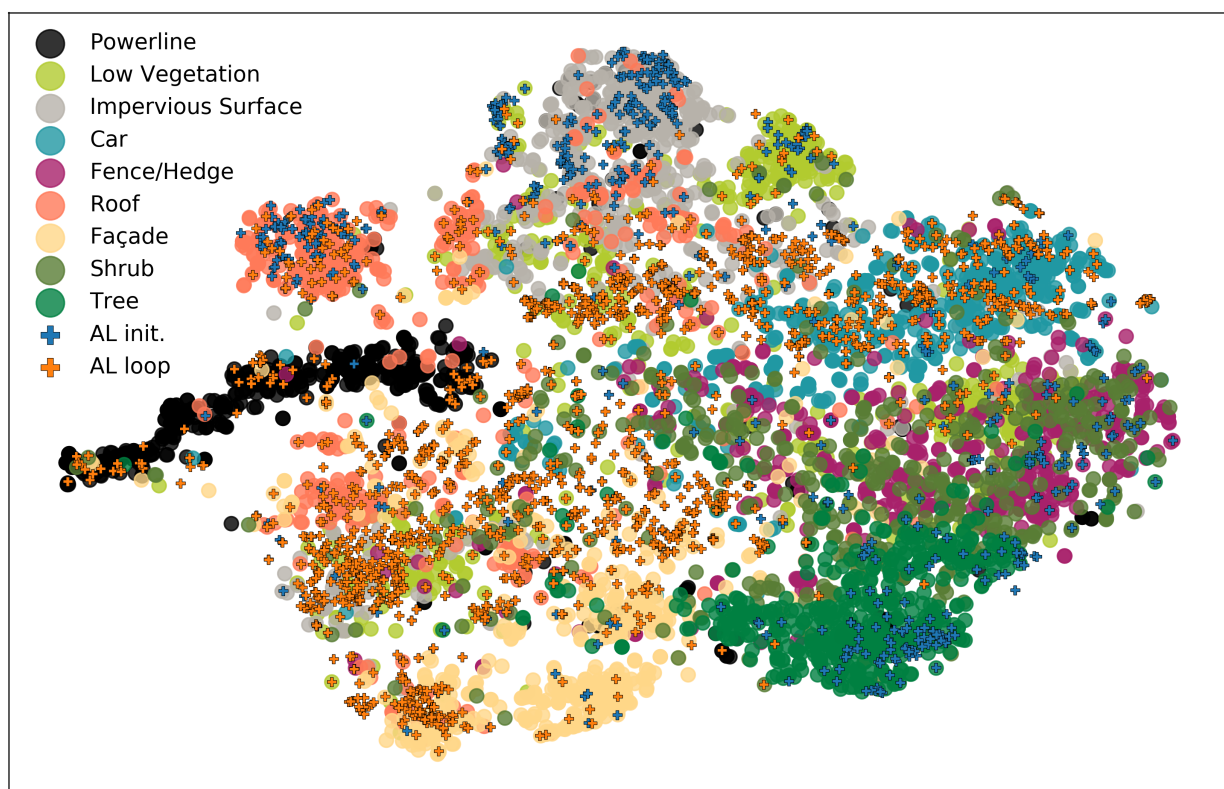 Powerline
Low Vegetation
Impervious Surface
Car
Fence/Hedge
Roof
Façade
Shrub
Tree
AL init.
AL loop